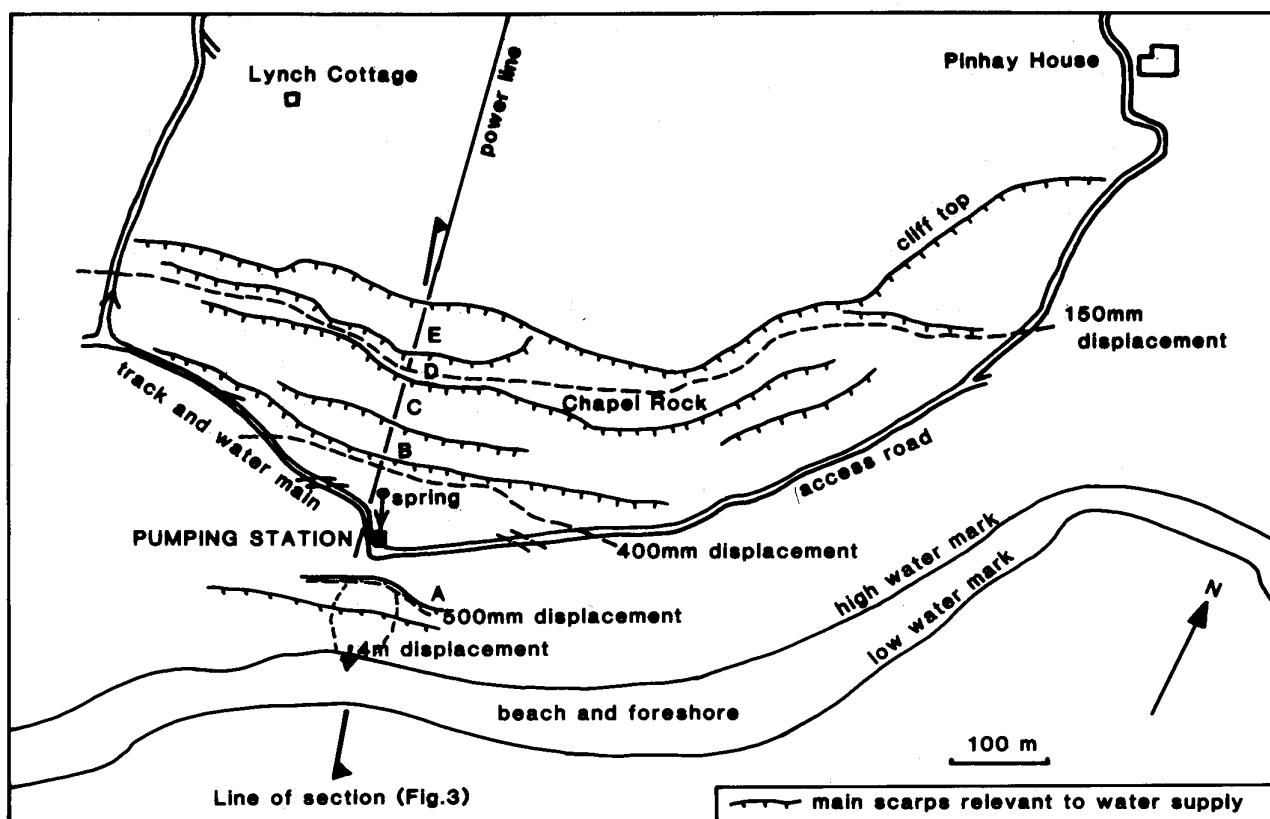 Lynch Cottage
power line
Pinhay House
cliff top
E
150mm
displacement
D
Chapel Rock
C
track and water main
B
access road
spring
PUMPING STATION
400mm displacement
high water mark
N
A
500mm displacement
low water mark
4m displacement
beach and foreshore
100 m
Line of section (Fig.3)
main scarps relevant to water supply